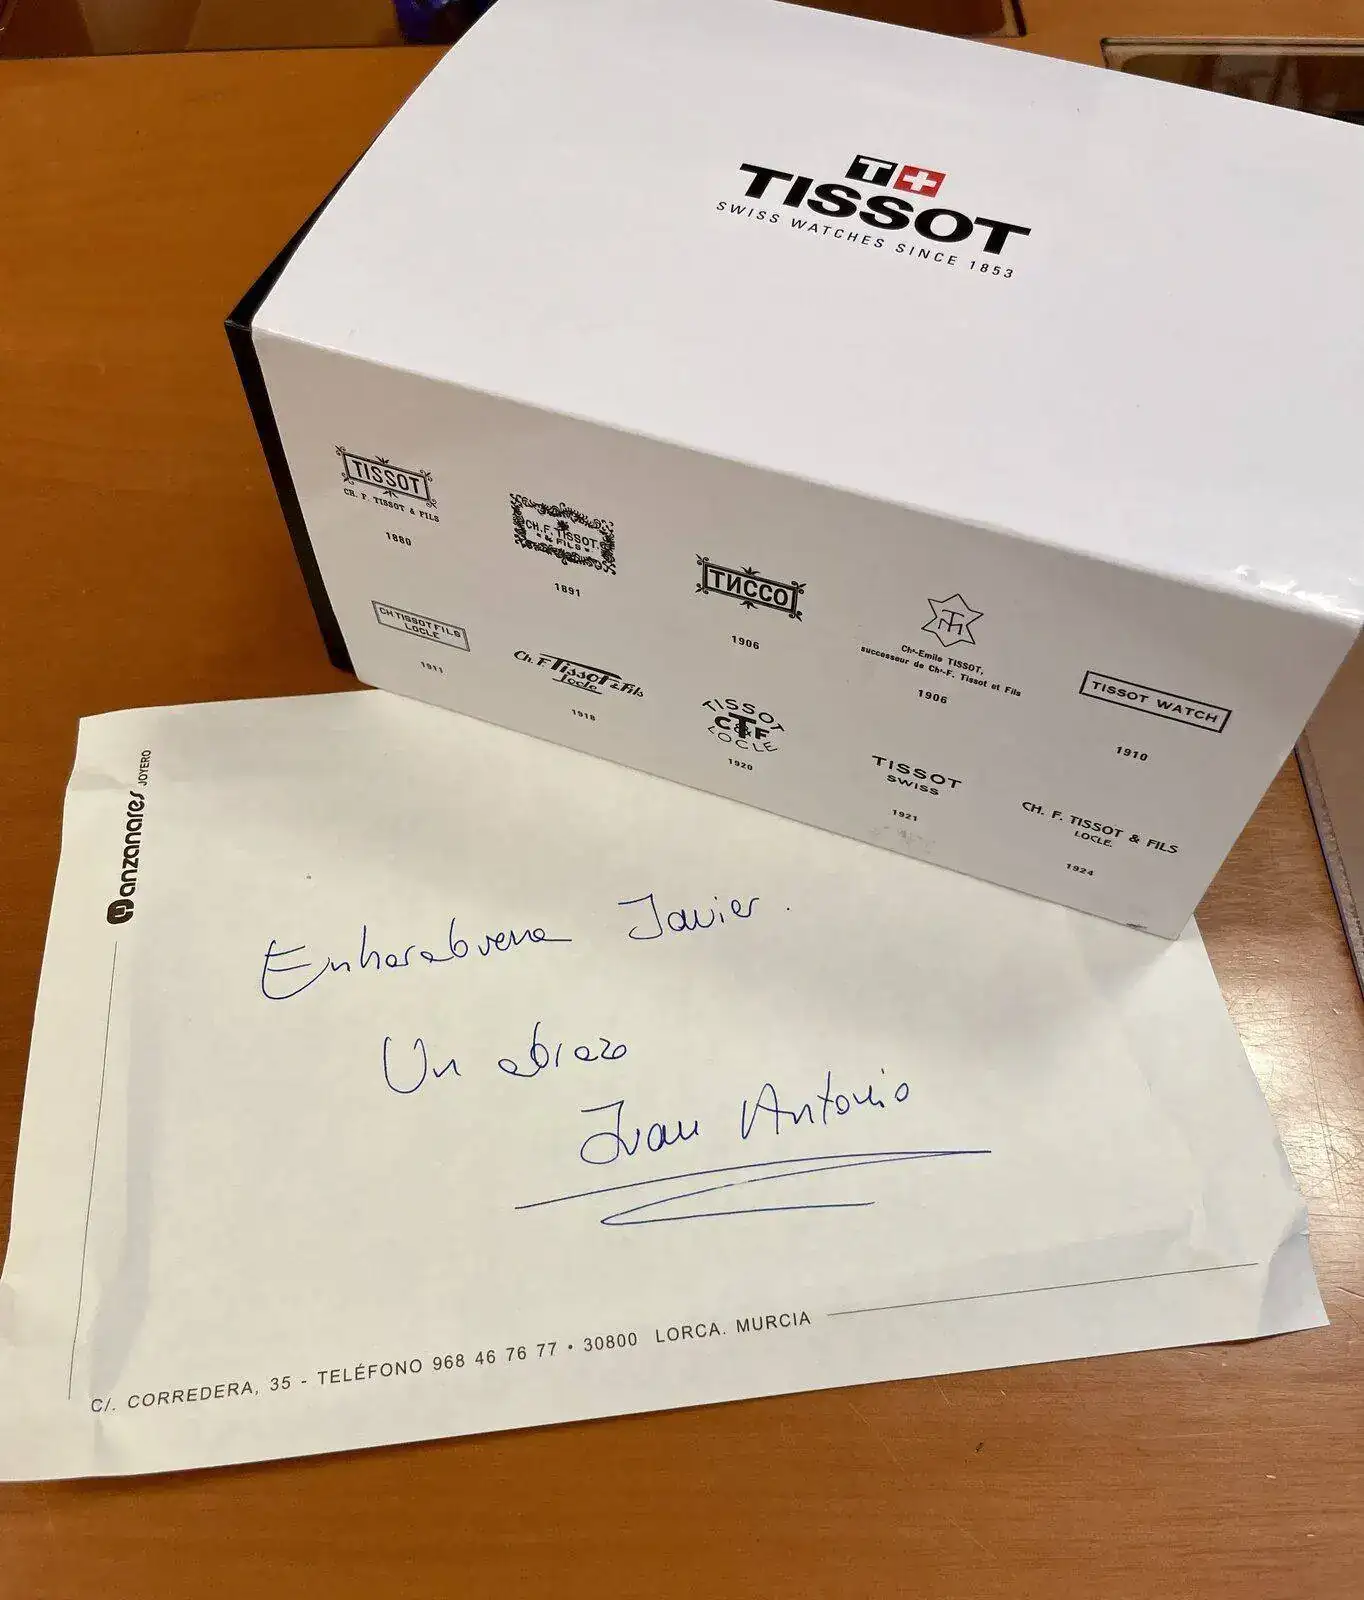 T+
TISSOT
SWISS WATCHES SINCE 1853
TISSOT
CH. F. TISSOT & FILS
1880
CH. F. TISSOT.
& FILS
1891
ТИССО
1906
Chs-Emile TISSOT,
successeur de Chs-F. Tissot et Fils
1906
TISSOT WATCH
1910
CH. TISSOT FILS
LOCLE
1911
Ch. F. Tissot & Fils
Locle
1918
TISSOT
CTF
LOCLE
1920
TISSOT
SWISS
1921
CH. F. TISSOT & FILS
LOCLE.
1924
Manzanares JOYERO
Enhorabuena Javier.
Un abrazo
Juan Antonio
C/. CORREDERA, 35 - TELÉFONO 968 46 76 77 • 30800 LORCA. MURCIA